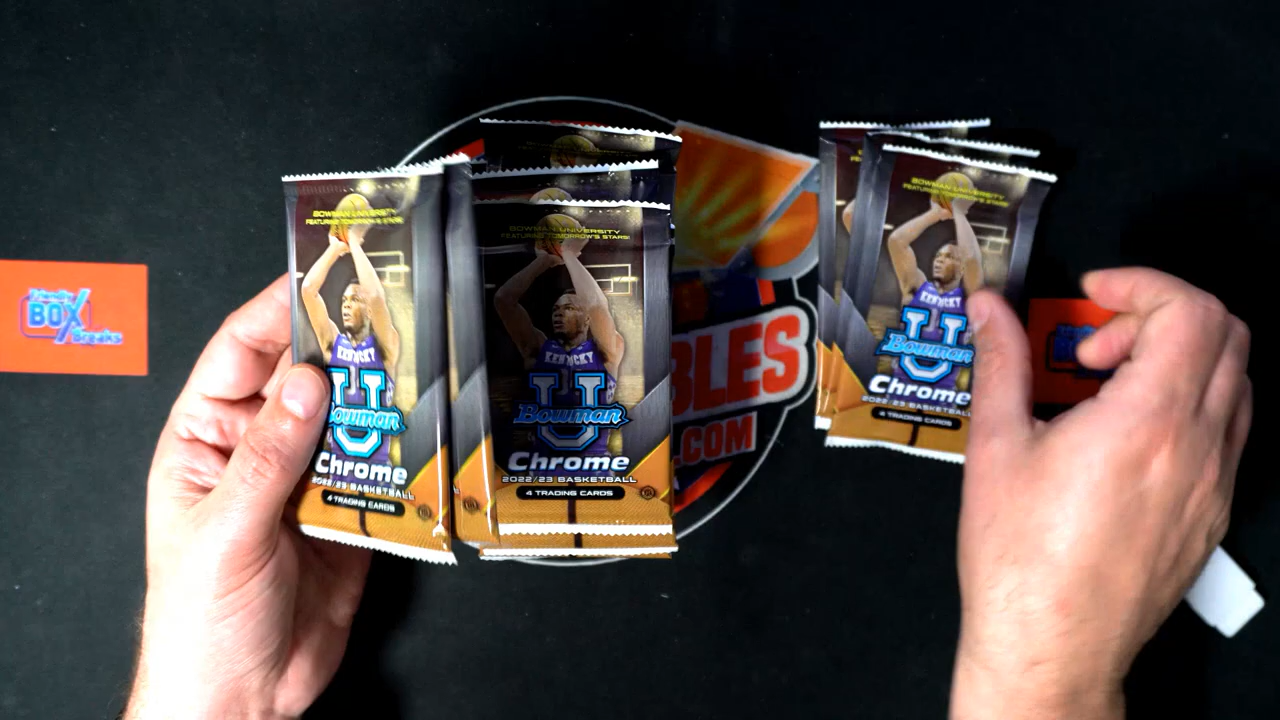 Friendly
BOX
Breaks
BOWMAN UNIVERSITY
FEATURING TOMORROW'S STARS!
KENTUCKY
U
Bowman
Chrome
2022/23 BASKETBALL
4 TRADING CARDS
BOWMAN UNIVERSITY
FEATURING TOMORROW'S STARS!
KENTUCKY
U
Bowman
Chrome
2022/23 BASKETBALL
4 TRADING CARDS
BLES
.COM
BOWMAN UNIVERSITY
FEATURING TOMORROW'S STARS!
KENTUCKY
U
Bowman
Chrome
2022/23 BASKETBALL
4 TRADING CARDS